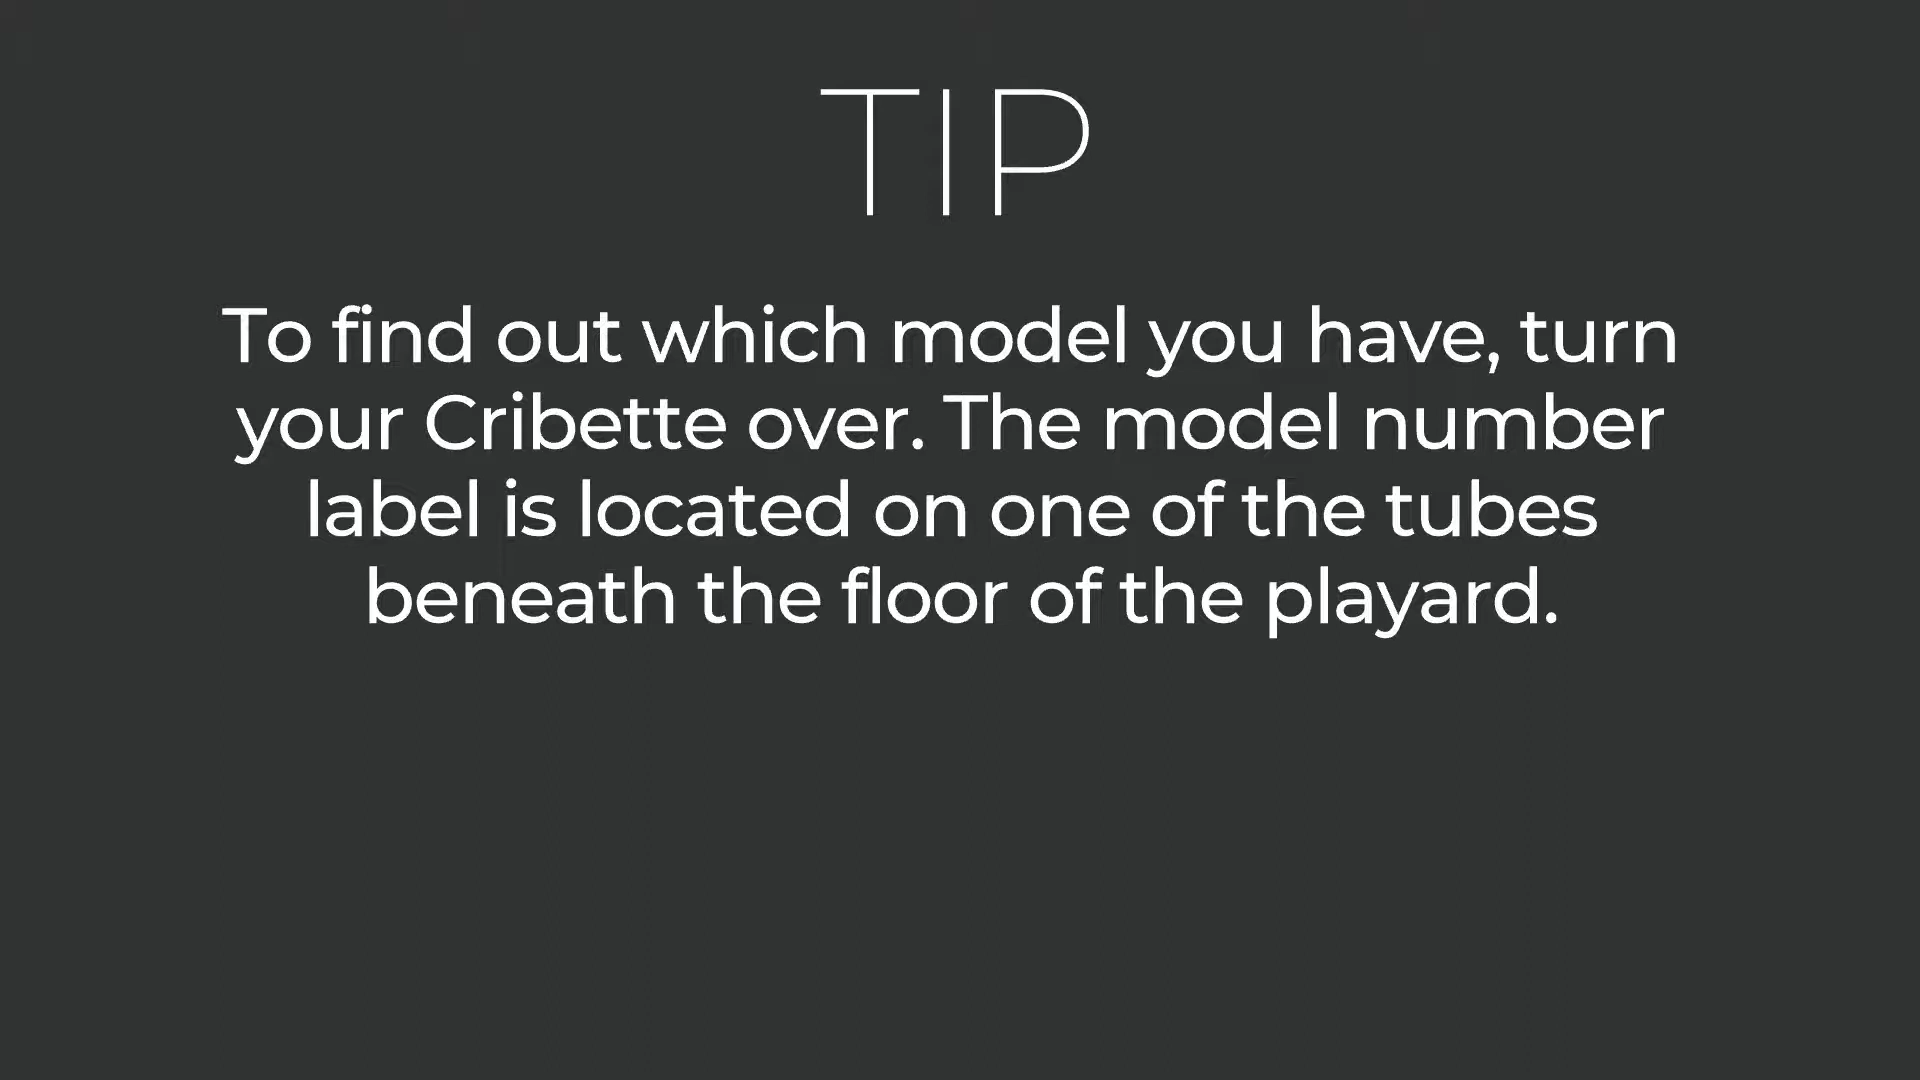 TIP
To find out which model you have, turn
your Cribette over. The model number
label is located on one of the tubes
beneath the floor of the playard.